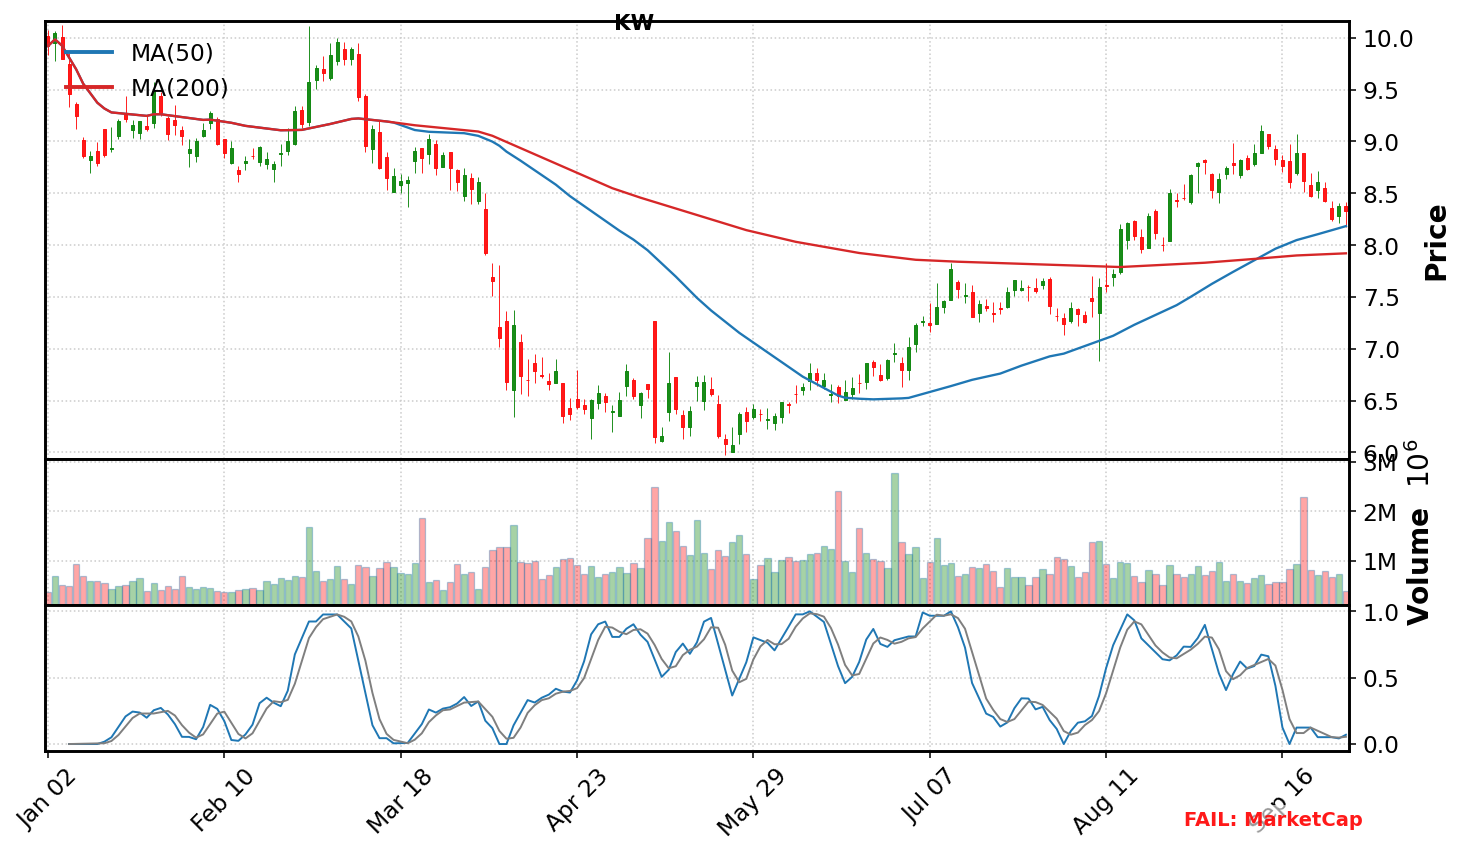 KW
MA(50)
MA(200)
10.0
9.5
9.0
8.5
8.0
7.5
7.0
6.5
6.0
Price
3M
2M
1M
Volume 10⁶
1.0
0.5
0.0
Jan 02
Feb 10
Mar 18
Apr 23
May 29
Jul 07
Aug 11
Sep 16
FAIL: MarketCap